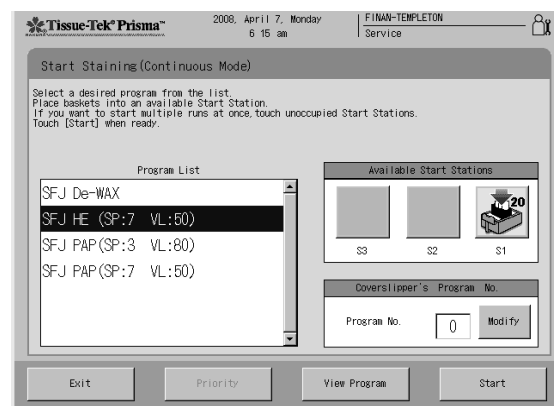 Tissue-Tek® Prisma™
2008, April 7, Monday
6 15 am
FINAN-TEMPLETON
Service
Start Staining(Continuous Mode)
Select a desired program from the list.
Place baskets into an available Start Station.
If you want to start multiple runs at once, touch unoccupied Start Stations.
Touch [Start] when ready.
Program List
SFJ De-WAX
SFJ HE (SP:7 VL:50)
SFJ PAP(SP:3 VL:80)
SFJ PAP(SP:7 VL:50)
Available Start Stations
20
S3 S2 S1
Coverslipper's Program No.
Program No. 0 Modify
Exit Priority View Program Start